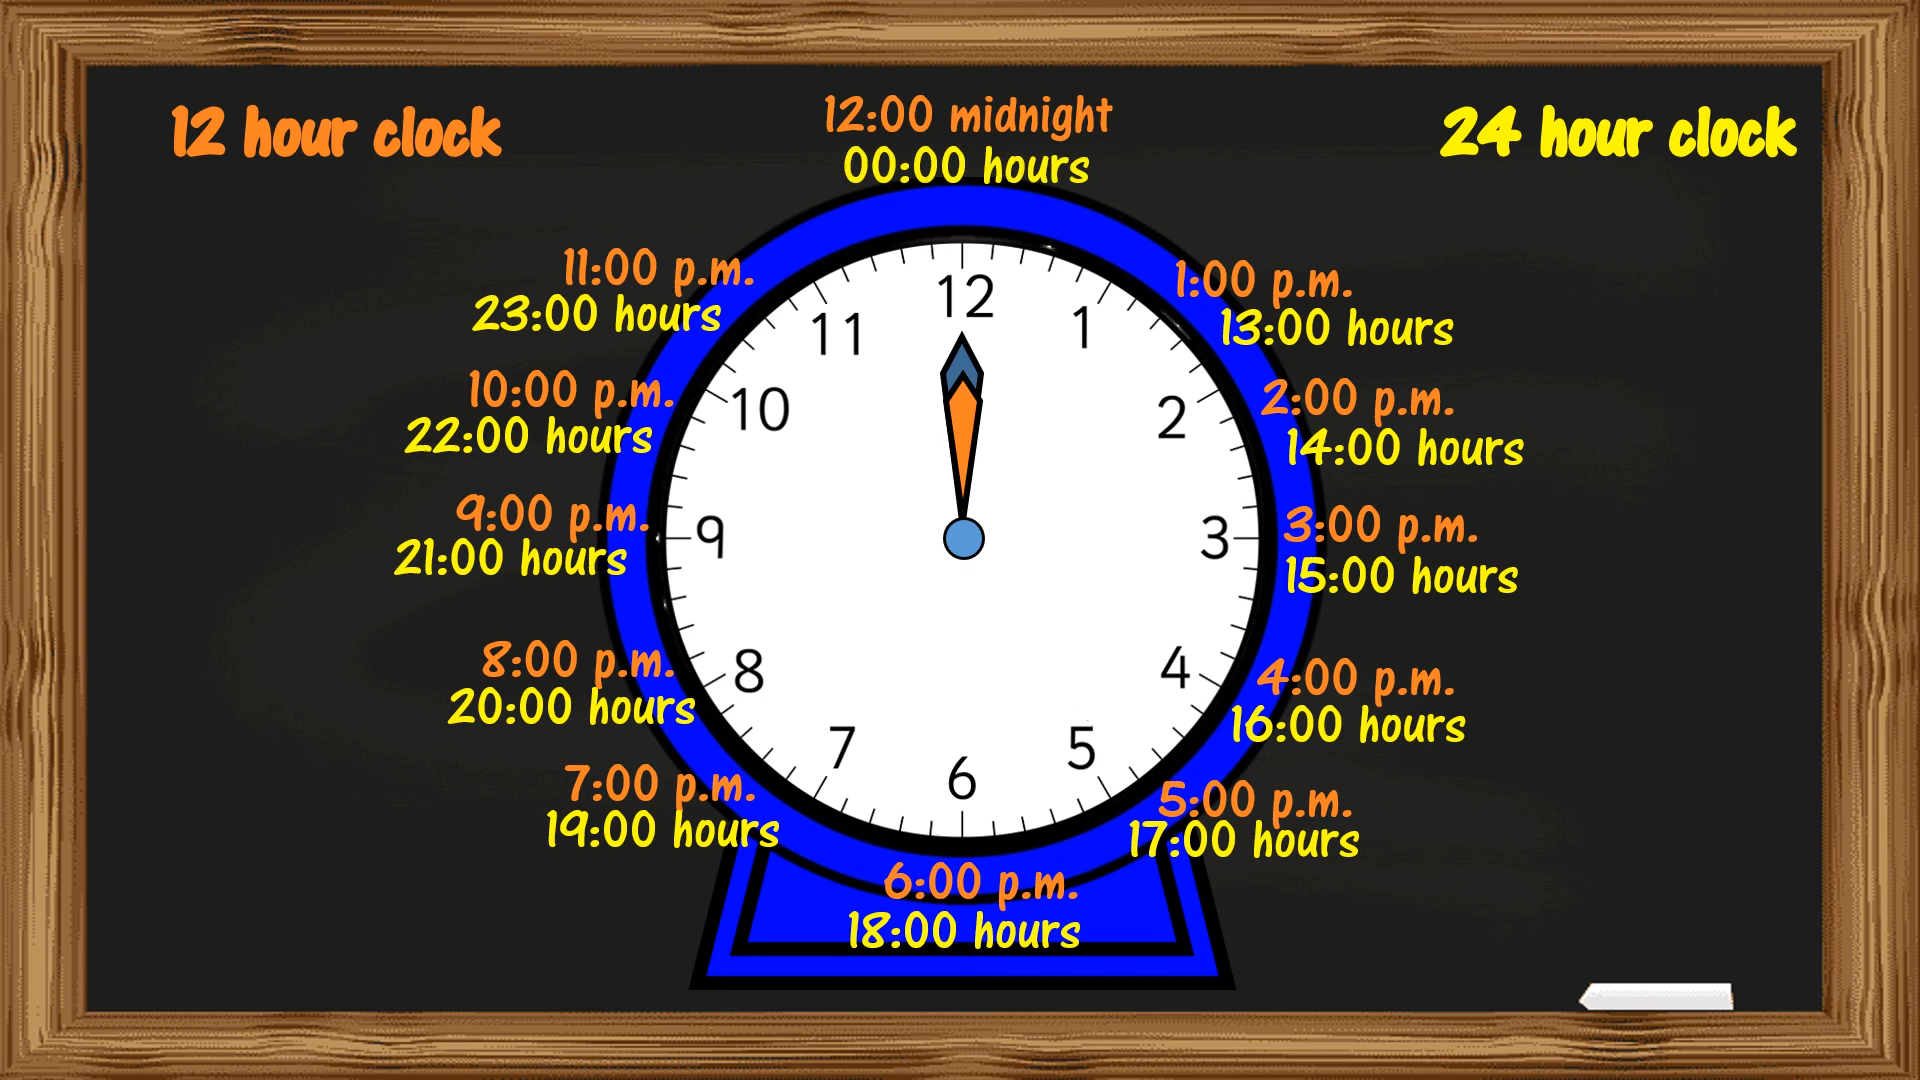 12 hour clock
24 hour clock
12:00 midnight
00:00 hours
11:00 p.m.
23:00 hours
1:00 p.m.
13:00 hours
10:00 p.m.
22:00 hours
2:00 p.m.
14:00 hours
9:00 p.m.
21:00 hours
3:00 p.m.
15:00 hours
8:00 p.m.
20:00 hours
4:00 p.m.
16:00 hours
7:00 p.m.
19:00 hours
5:00 p.m.
17:00 hours
6:00 p.m.
18:00 hours
12
1
2
3
4
5
6
7
8
9
10
11